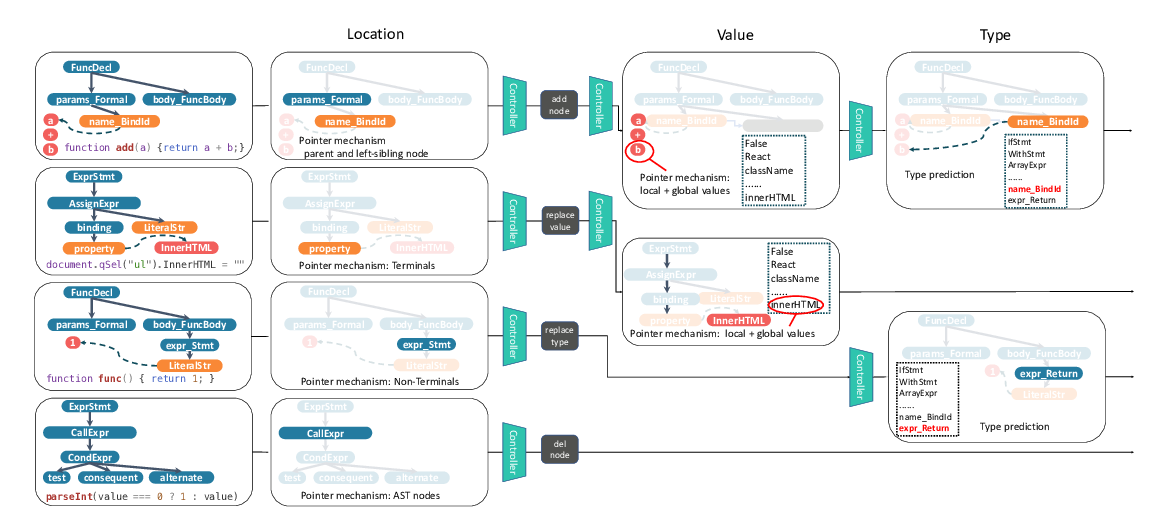 Location
Value
Type
FuncDecl
params_Formal
body_FuncBody
name_BindId
a
+
b
function add(a) {return a + b;}
FuncDecl
params_Formal
body_FuncBody
name_BindId
a
+
b
Pointer mechanism
parent and left-sibling node
Controller
add
node
Controller
FuncDecl
params_Formal
body_FuncBody
a
name_BindId
+
b
Pointer mechanism:
local + global values
False
React
className
......
innerHTML
Controller
FuncDecl
params_Formal
body_FuncBody
a
name_BindId
name_BindId
+
b
Type prediction
IfStmt
WithStmt
ArrayExpr
......
name_BindId
expr_Return
ExprStmt
AssignExpr
binding
LiteralStr
property
InnerHTML
document.qSel("ul").InnerHTML = ""
ExprStmt
AssignExpr
binding
LiteralStr
property
InnerHTML
Pointer mechanism: Terminals
Controller
replace
value
Controller
ExprStmt
AssignExpr
binding
LiteralStr
property
InnerHTML
False
React
className
......
innerHTML
Pointer mechanism: local + global values
FuncDecl
params_Formal
body_FuncBody
1
expr_Stmt
LiteralStr
function func() { return 1; }
FuncDecl
params_Formal
body_FuncBody
1
expr_Stmt
LiteralStr
Pointer mechanism: Non-Terminals
Controller
replace
type
Controller
FuncDecl
params_Formal
body_FuncBody
1
expr_Return
LiteralStr
IfStmt
WithStmt
ArrayExpr
......
name_BindId
expr_Return
Type prediction
ExprStmt
CallExpr
CondExpr
test
consequent
alternate
parseInt(value === 0 ? 1 : value)
ExprStmt
CallExpr
CondExpr
test
consequent
alternate
Pointer mechanism: AST nodes
Controller
del
node